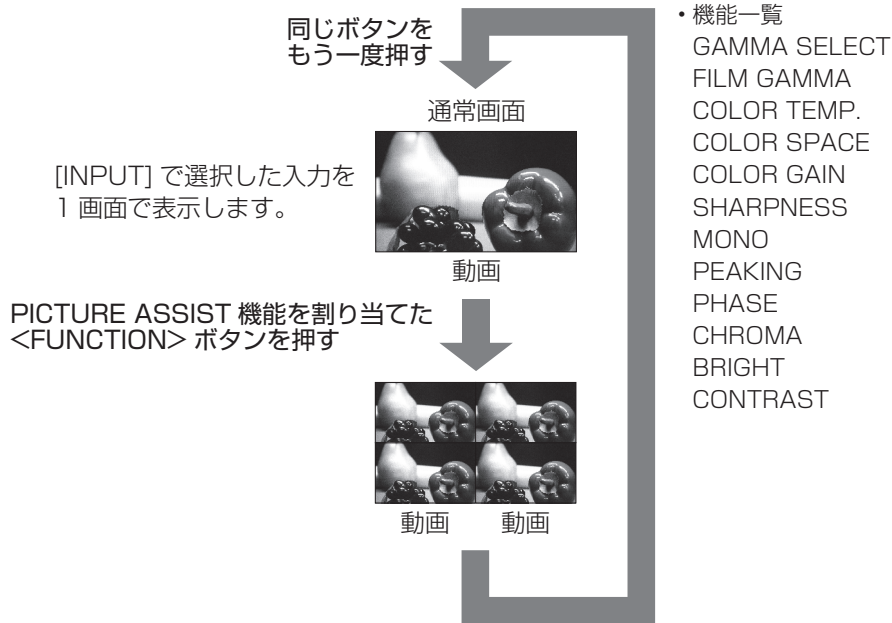 同じボタンを
もう一度押す
通常画面
[INPUT] で選択した入力を
1 画面で表示します。
動画
PICTURE ASSIST 機能を割り当てた
<FUNCTION> ボタンを押す
動画 動画
・機能一覧
GAMMA SELECT
FILM GAMMA
COLOR TEMP.
COLOR SPACE
COLOR GAIN
SHARPNESS
MONO
PEAKING
PHASE
CHROMA
BRIGHT
CONTRAST